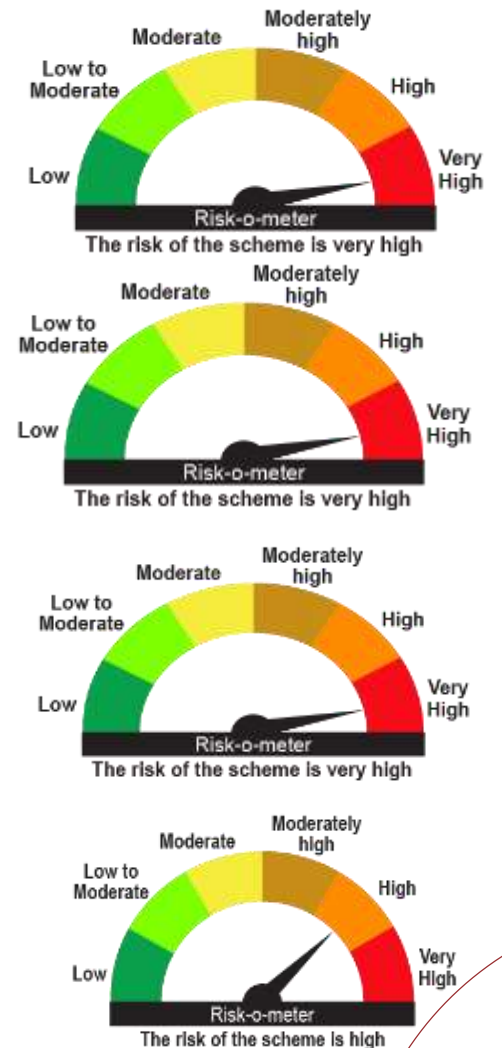 Moderate
Moderately
high
Low to
Moderate
High
Low
Very
High
Risk-o-meter
The risk of the scheme is very high
Moderate
Moderately
high
Low to
Moderate
High
Low
Very
High
Risk-o-meter
The risk of the scheme is very high
Moderate
Moderately
high
Low to
Moderate
High
Low
Very
High
Risk-o-meter
The risk of the scheme is very high
Moderate
Moderately
high
Low to
Moderate
High
Low
Very
High
Risk-o-meter
The risk of the scheme is high